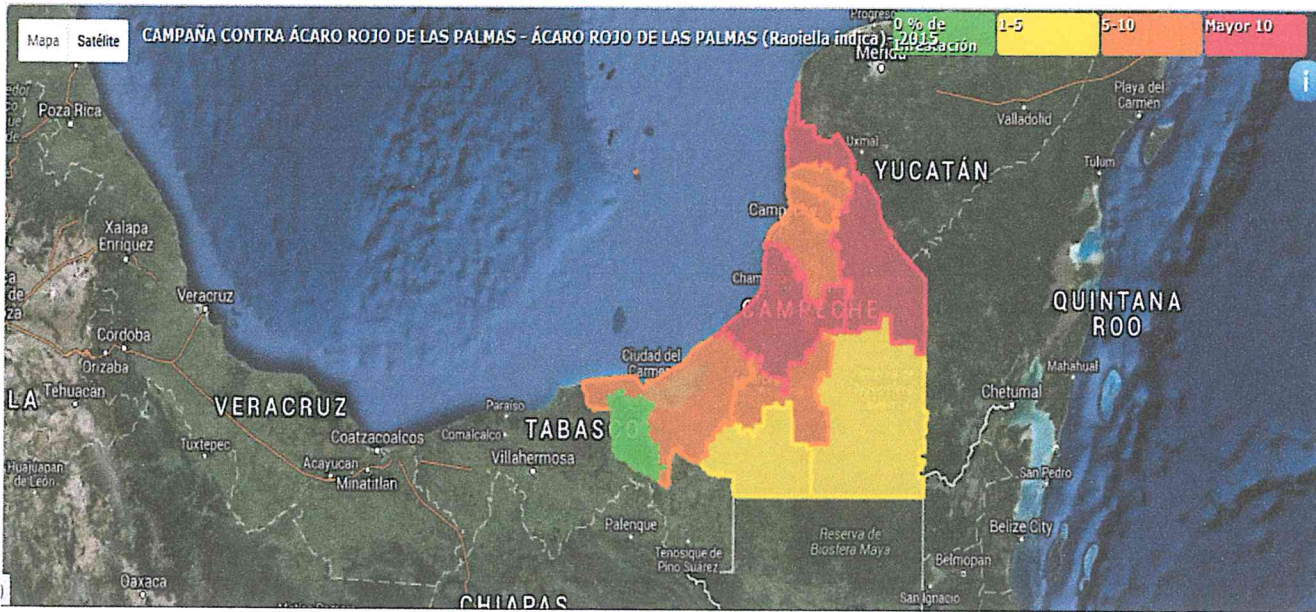 Mapa
Satélite
CAMPAÑA CONTRA ÁCARO ROJO DE LAS PALMAS - ÁCARO ROJO DE LAS PALMAS (Raoiella indica)- 2015
0 % de
infestación
1-5
5-10
Mayor 10
i
Progreso
Mérida
Playa del
Carmen
Valladolid
Poza Rica
Uxmal
YUCATÁN
Tulum
Xalapa
Enríquez
Camp
Cham
CAMPECHE
QUINTANA
ROO
Veracruz
Córdoba
Orizaba
Ciudad del
Carmen
Mahahual
Chetumal
LA
Tehuacán
VERACRUZ
Paraíso
TABASCO
Comalcalco
Tuxtepec
Coatzacoalcos
Villahermosa
Acayucan
Minatitlan
Huajuapan
de León
San Pedro
Palenque
Reserva de
Biosfera Maya
Belize City
Tenosique de
Pino Suárez
Belmopan
Oaxaca
San Ignacio
CHIAPAS